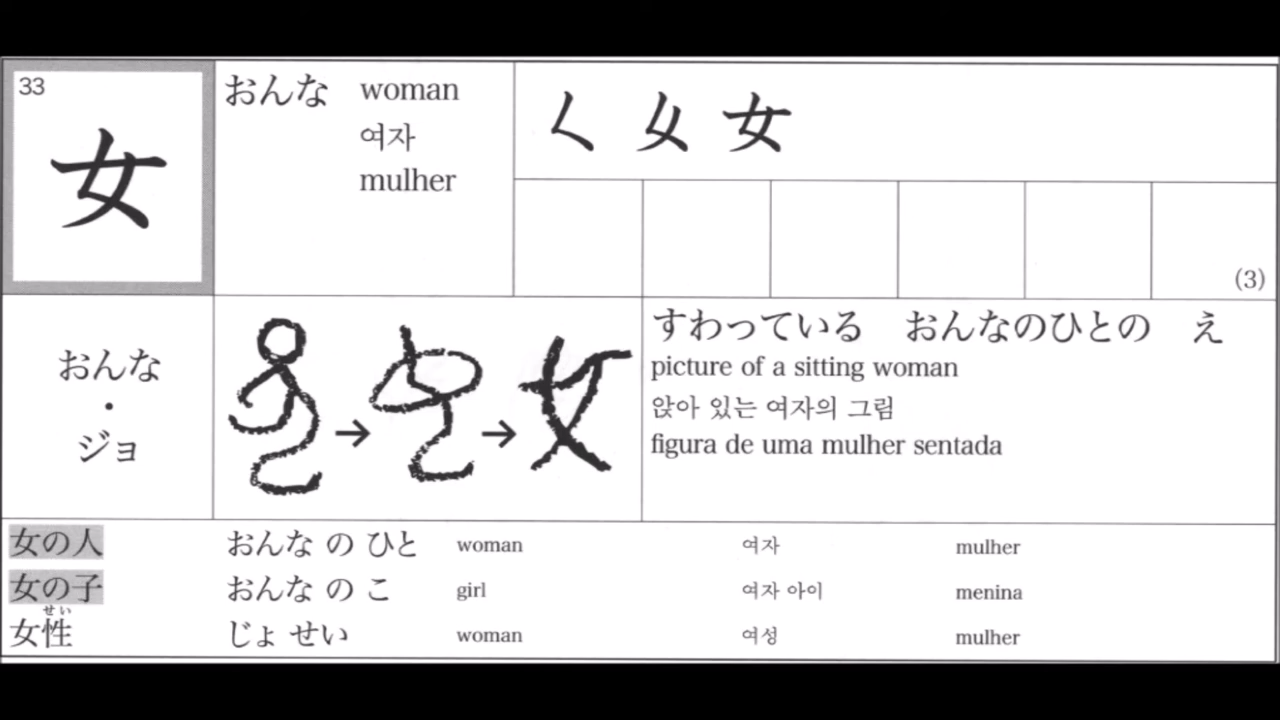 33
女
おんな woman
여자
mulher
く 夂 女
(3)
おんな
・
ジョ
→ →
すわっている おんなのひとの え
picture of a sitting woman
앉아 있는 여자의 그림
figura de uma mulher sentada
女の人 おんな の ひと woman 여자 mulher
女の子 おんな の こ girl 여자 아이 menina
せい
女性 じょ せい woman 여성 mulher